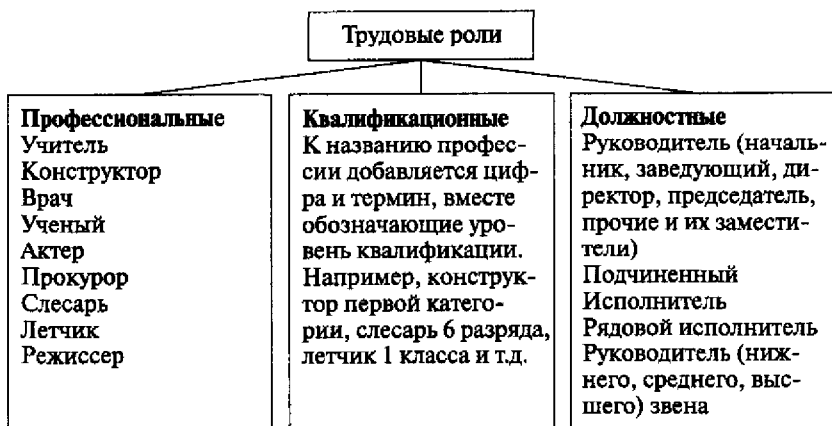 Трудовые роли
Профессиональные
Учитель
Конструктор
Врач
Ученый
Актер
Прокурор
Слесарь
Летчик
Режиссер
Квалификационные
К названию профес-
сии добавляется циф-
ра и термин, вместе
обозначающие уро-
вень квалификации.
Например, конструк-
тор первой катего-
рии, слесарь 6 разряда,
летчик 1 класса и т.д.
Должностные
Руководитель (началь-
ник, заведующий, ди-
ректор, председатель,
прочие и их замести-
тели)
Подчиненный
Исполнитель
Рядовой исполнитель
Руководитель (ниж-
него, среднего, выс-
шего) звена